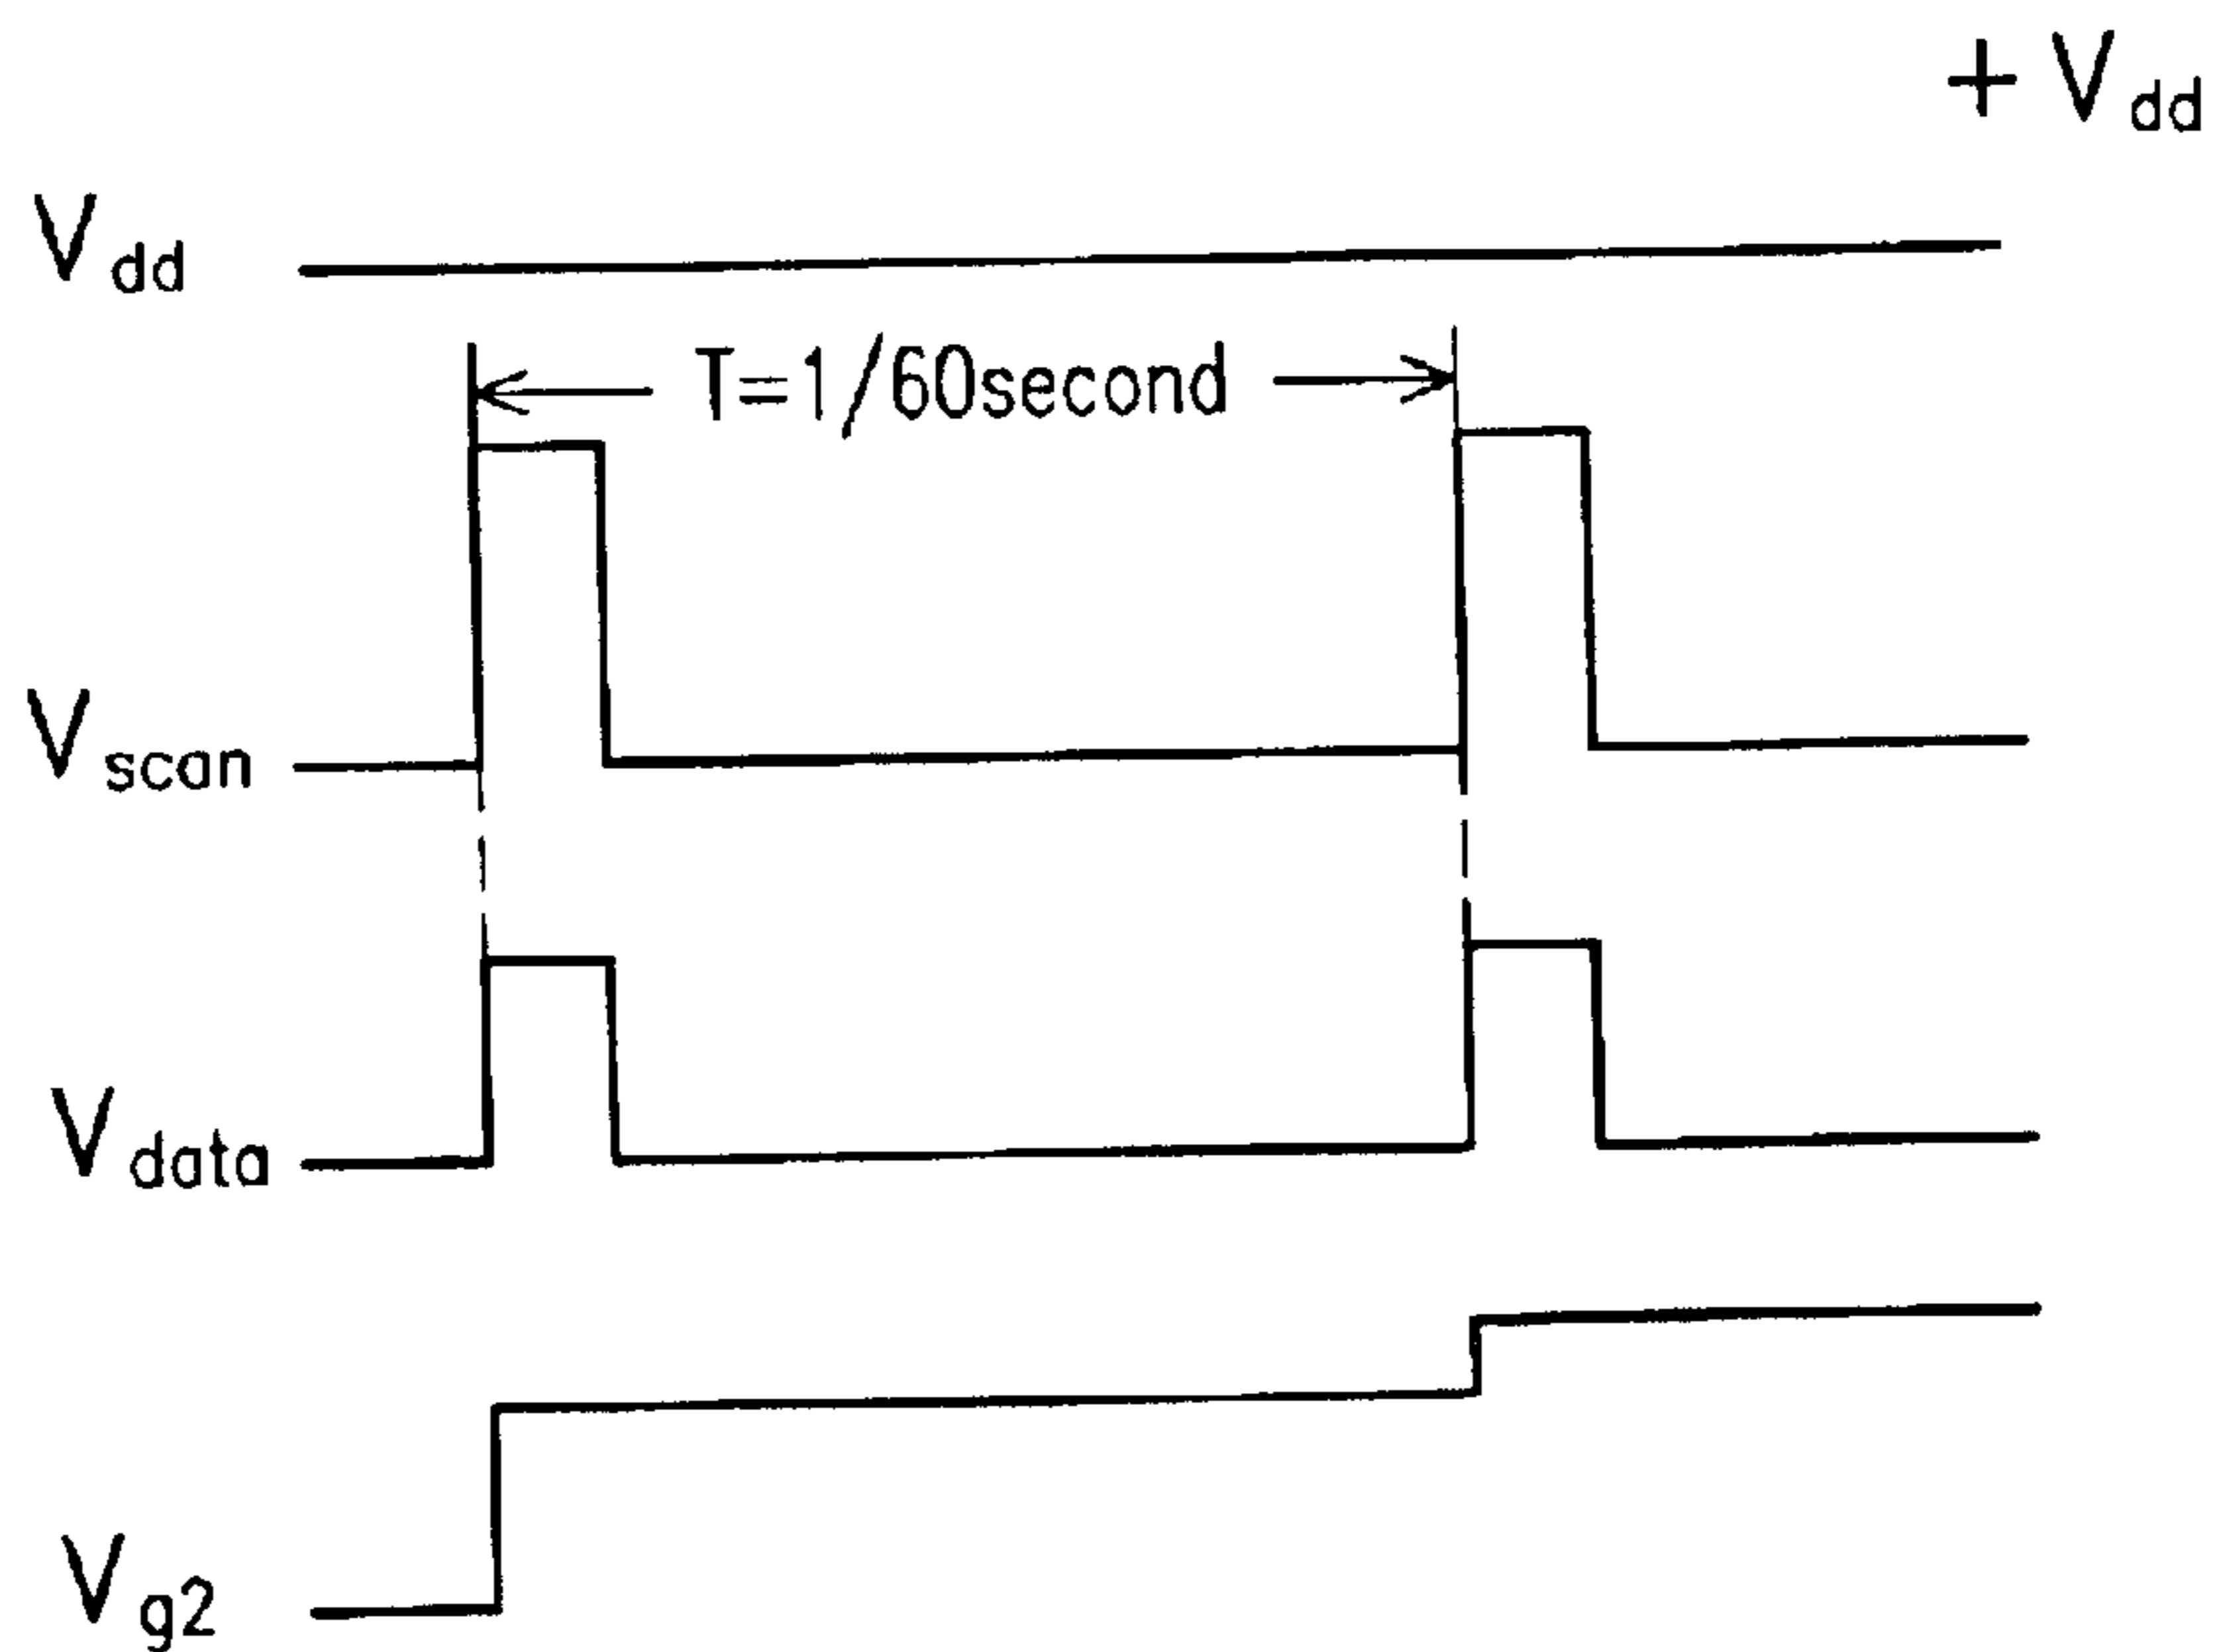 + Vdd
Vdd
T=1/60second
Vscan
Vdata
Vg2